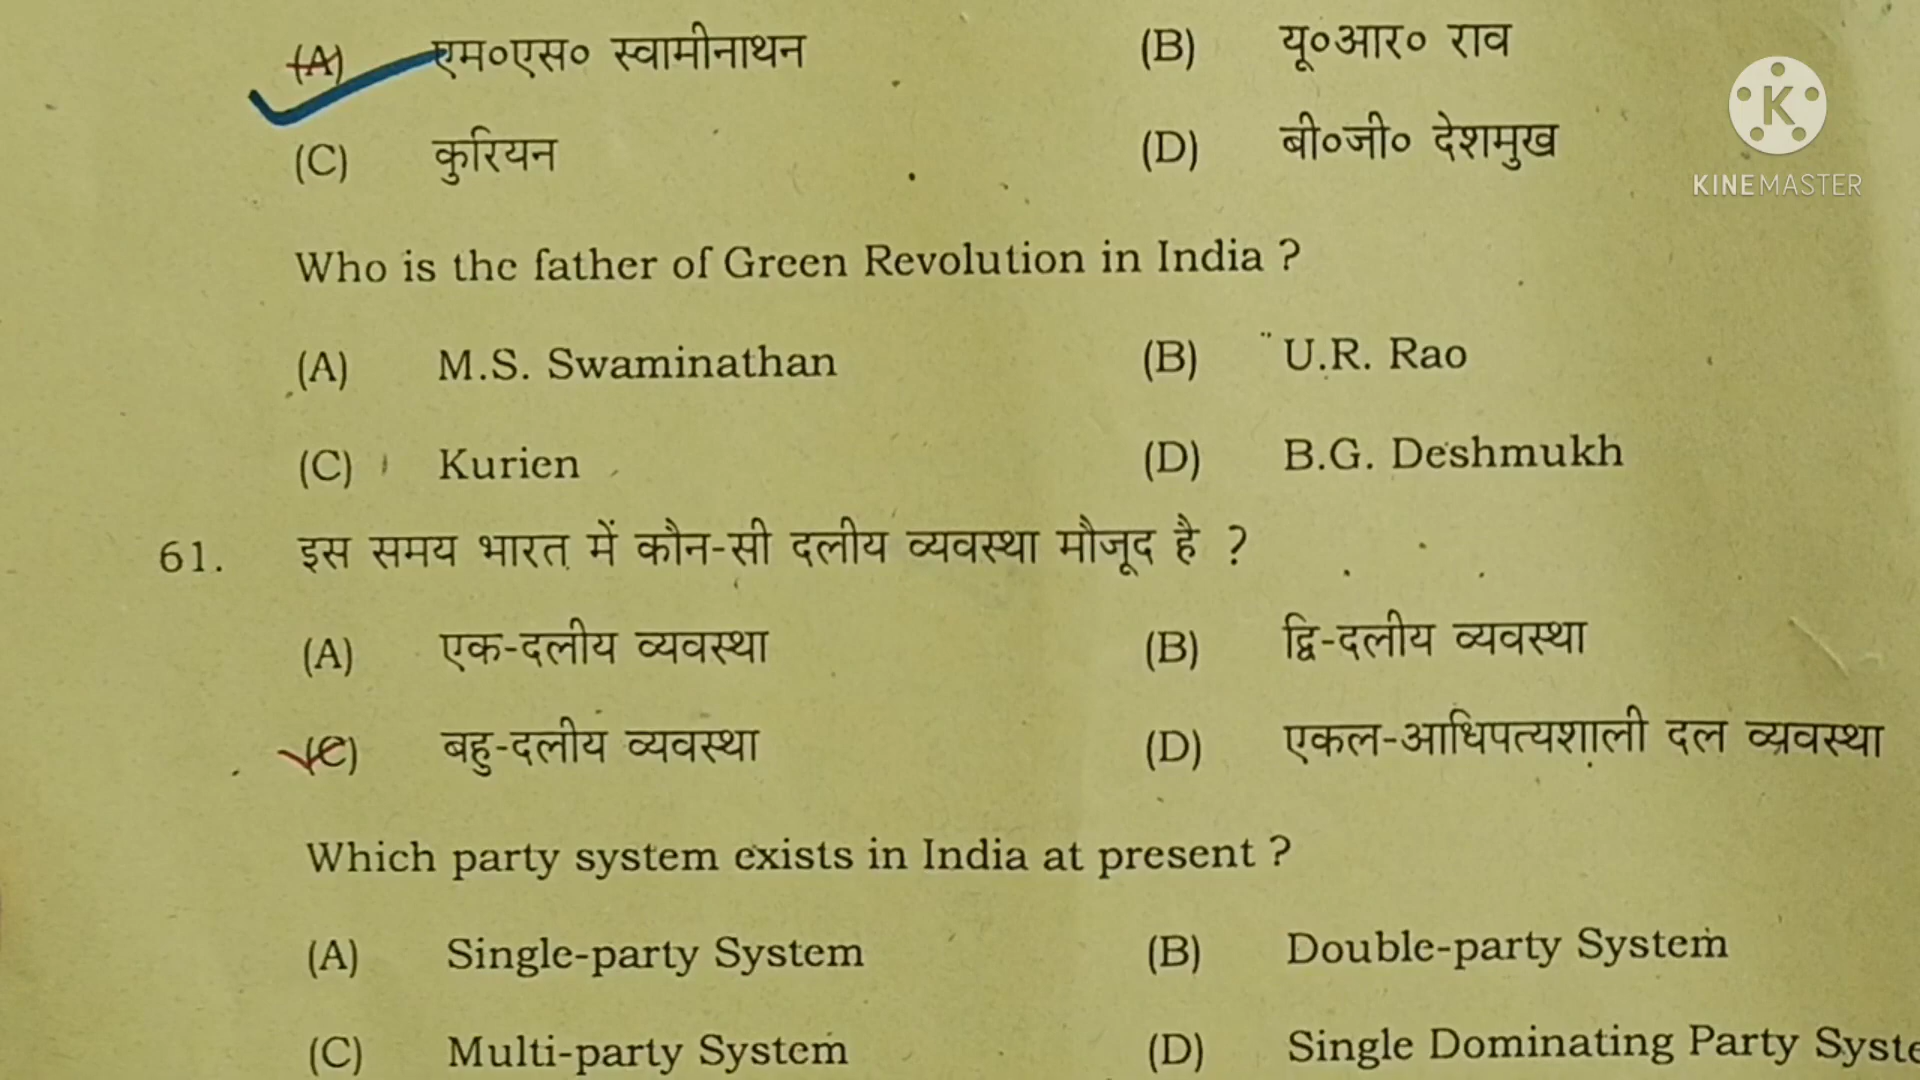 (A) एम०एस० स्वामीनाथन (B) यू०आर० राव
(C) कुरियन (D) बी०जी० देशमुख
KINEMASTER
Who is the father of Green Revolution in India ?
(A) M.S. Swaminathan (B) U.R. Rao
(C) Kurien (D) B.G. Deshmukh
61. इस समय भारत में कौन-सी दलीय व्यवस्था मौजूद है ?
(A) एक-दलीय व्यवस्था (B) द्वि-दलीय व्यवस्था
(C) बहु-दलीय व्यवस्था (D) एकल-आधिपत्यशाली दल व्यवस्था
Which party system exists in India at present ?
(A) Single-party System (B) Double-party System
(C) Multi-party System (D) Single Dominating Party Syste